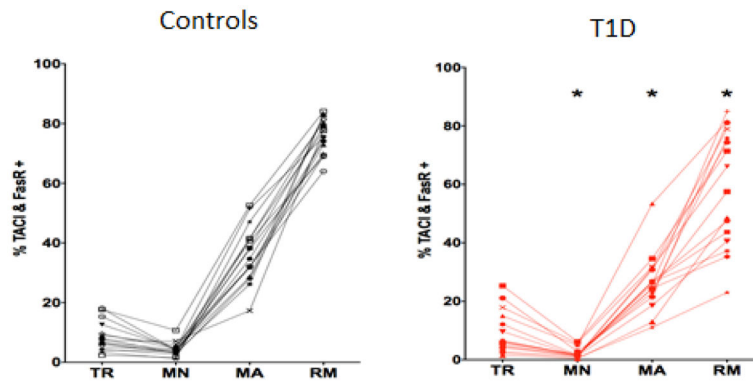 Controls
T1D
% TACI & FasR +
100
80
60
40
20
0
TR MN MA RM
% TACI & FasR +
100
80
60
40
20
0
* * *
TR MN MA RM